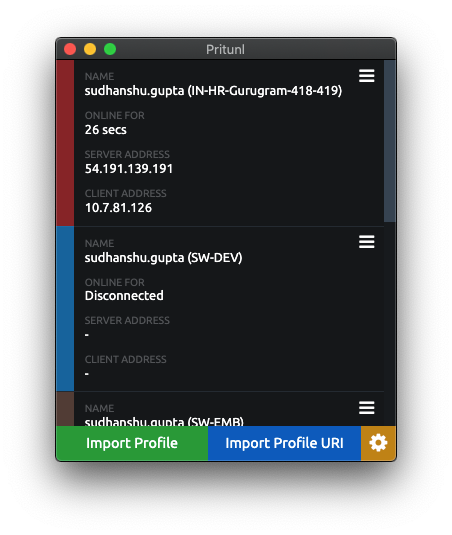 Pritunl
NAME
sudhanshu.gupta (IN-HR-Gurugram-418-419)
ONLINE FOR
26 secs
SERVER ADDRESS
54.191.139.191
CLIENT ADDRESS
10.7.81.126
NAME
sudhanshu.gupta (SW-DEV)
ONLINE FOR
Disconnected
SERVER ADDRESS
-
CLIENT ADDRESS
-
NAME
sudhanshu.gupta (SW-EMB)
Import Profile
Import Profile URI